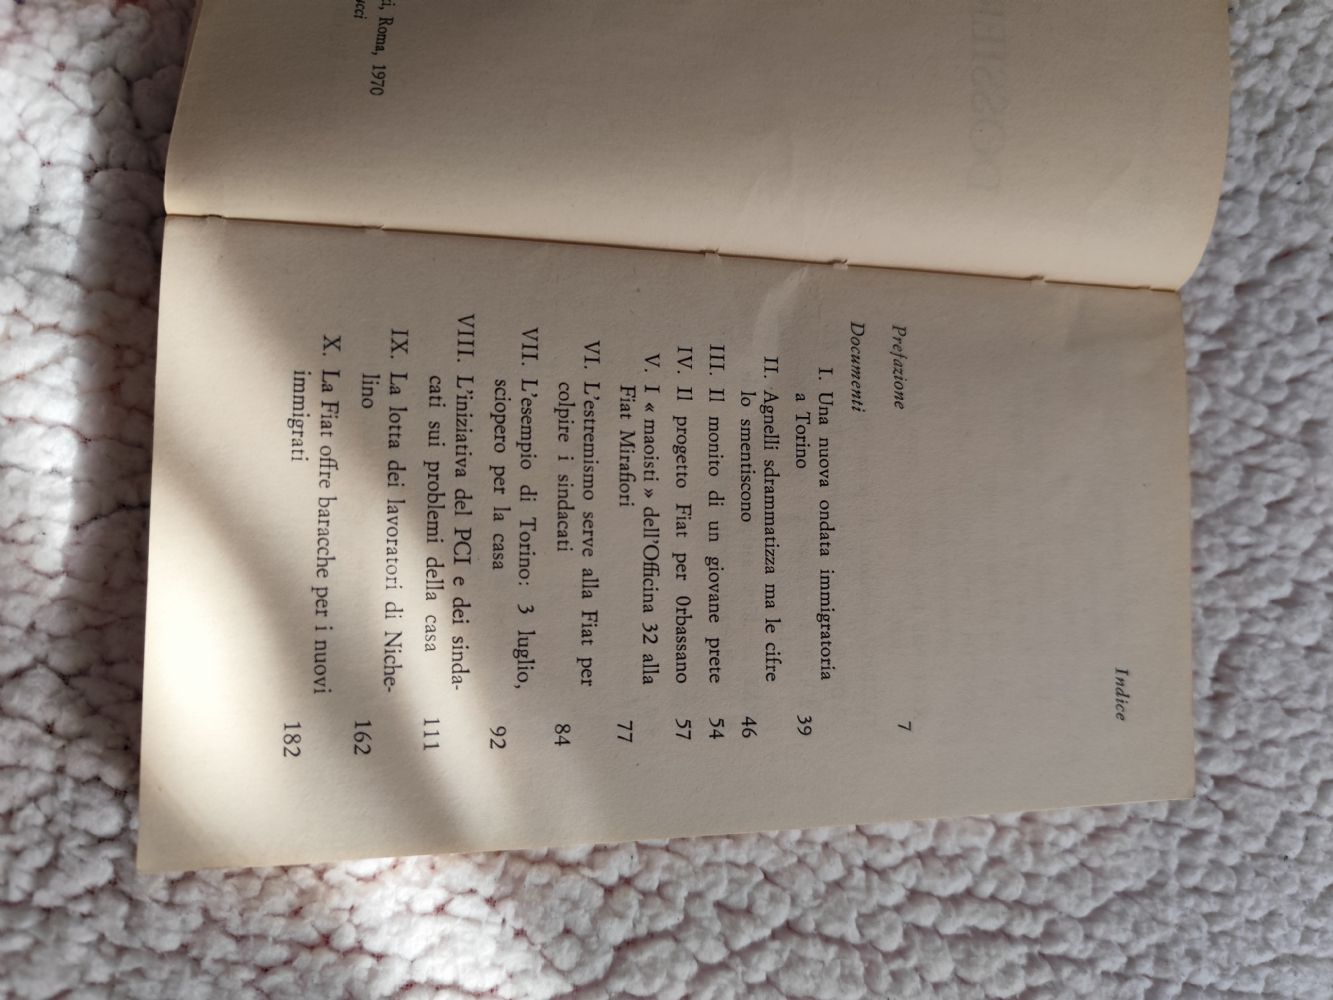 Roma, 1970
Indice
Prefazione 7
Documenti
I. Una nuova ondata immigratoria
a Torino 39
II. Agnelli sdrammatizza ma le cifre
lo smentiscono 46
III. Il monito di un giovane prete 54
IV. Il progetto Fiat per 0rbassano 57
V. I « maoisti » dell'Officina 32 alla
Fiat Mirafiori 77
VI. L'estremismo serve alla Fiat per
colpire i sindacati 84
VII. L'esempio di Torino: 3 luglio,
sciopero per la casa 92
VIII. L'iniziativa del PCI e dei sinda-
cati sui problemi della casa 111
IX. La lotta dei lavoratori di Niche-
lino 162
X. La Fiat offre baracche per i nuovi
immigrati 182